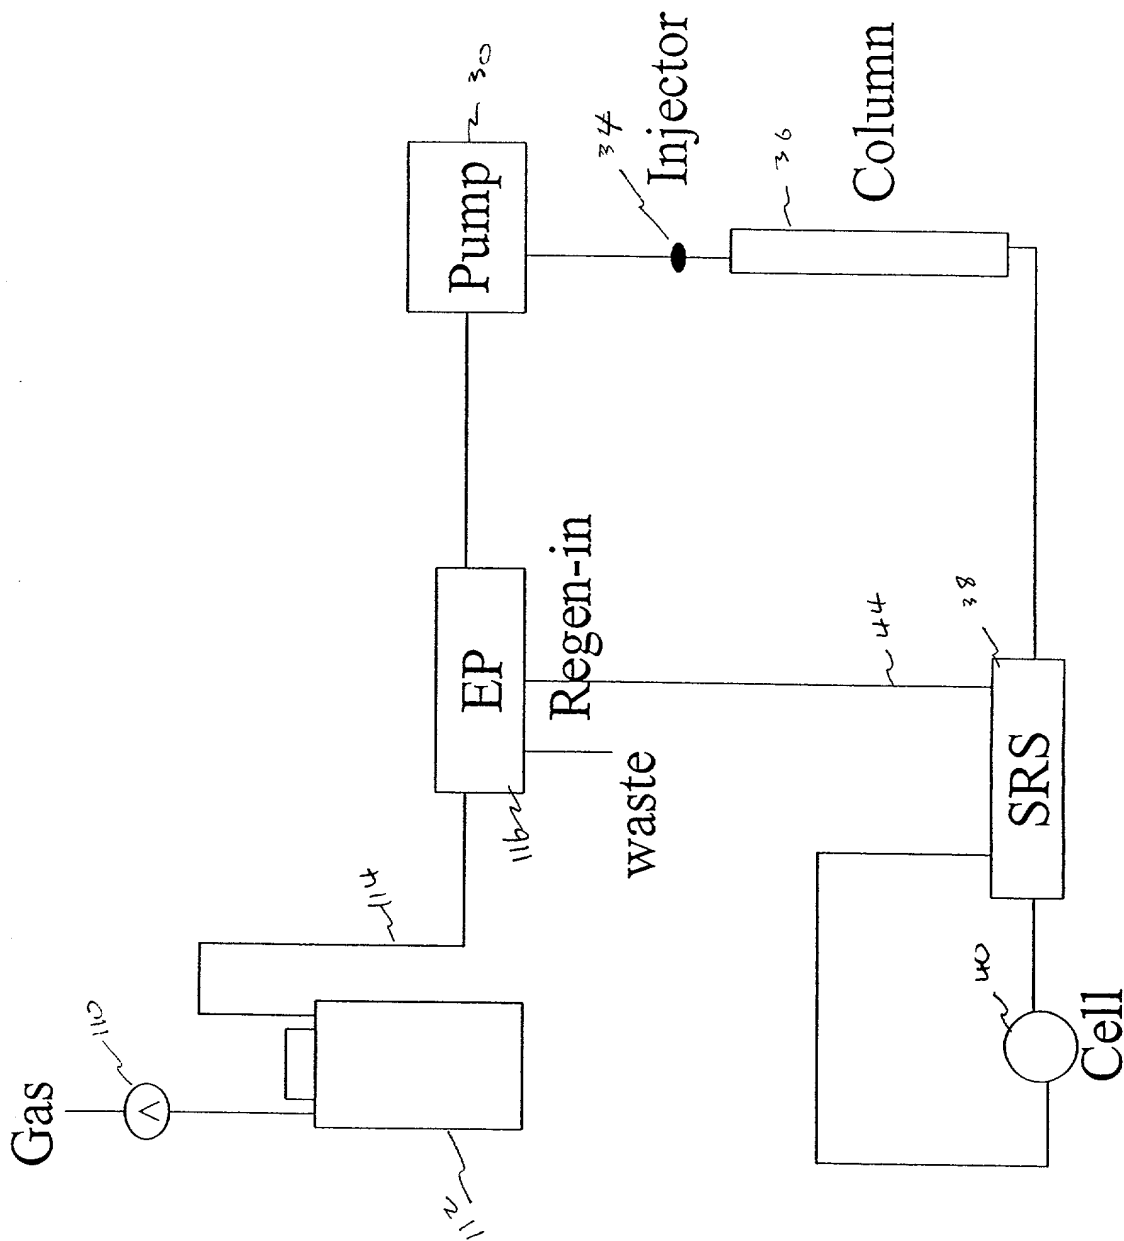 Gas
110
112
114
EP
116
Regen-in
waste
Pump
30
34
Injector
36
Column
44
38
SRS
40
Cell